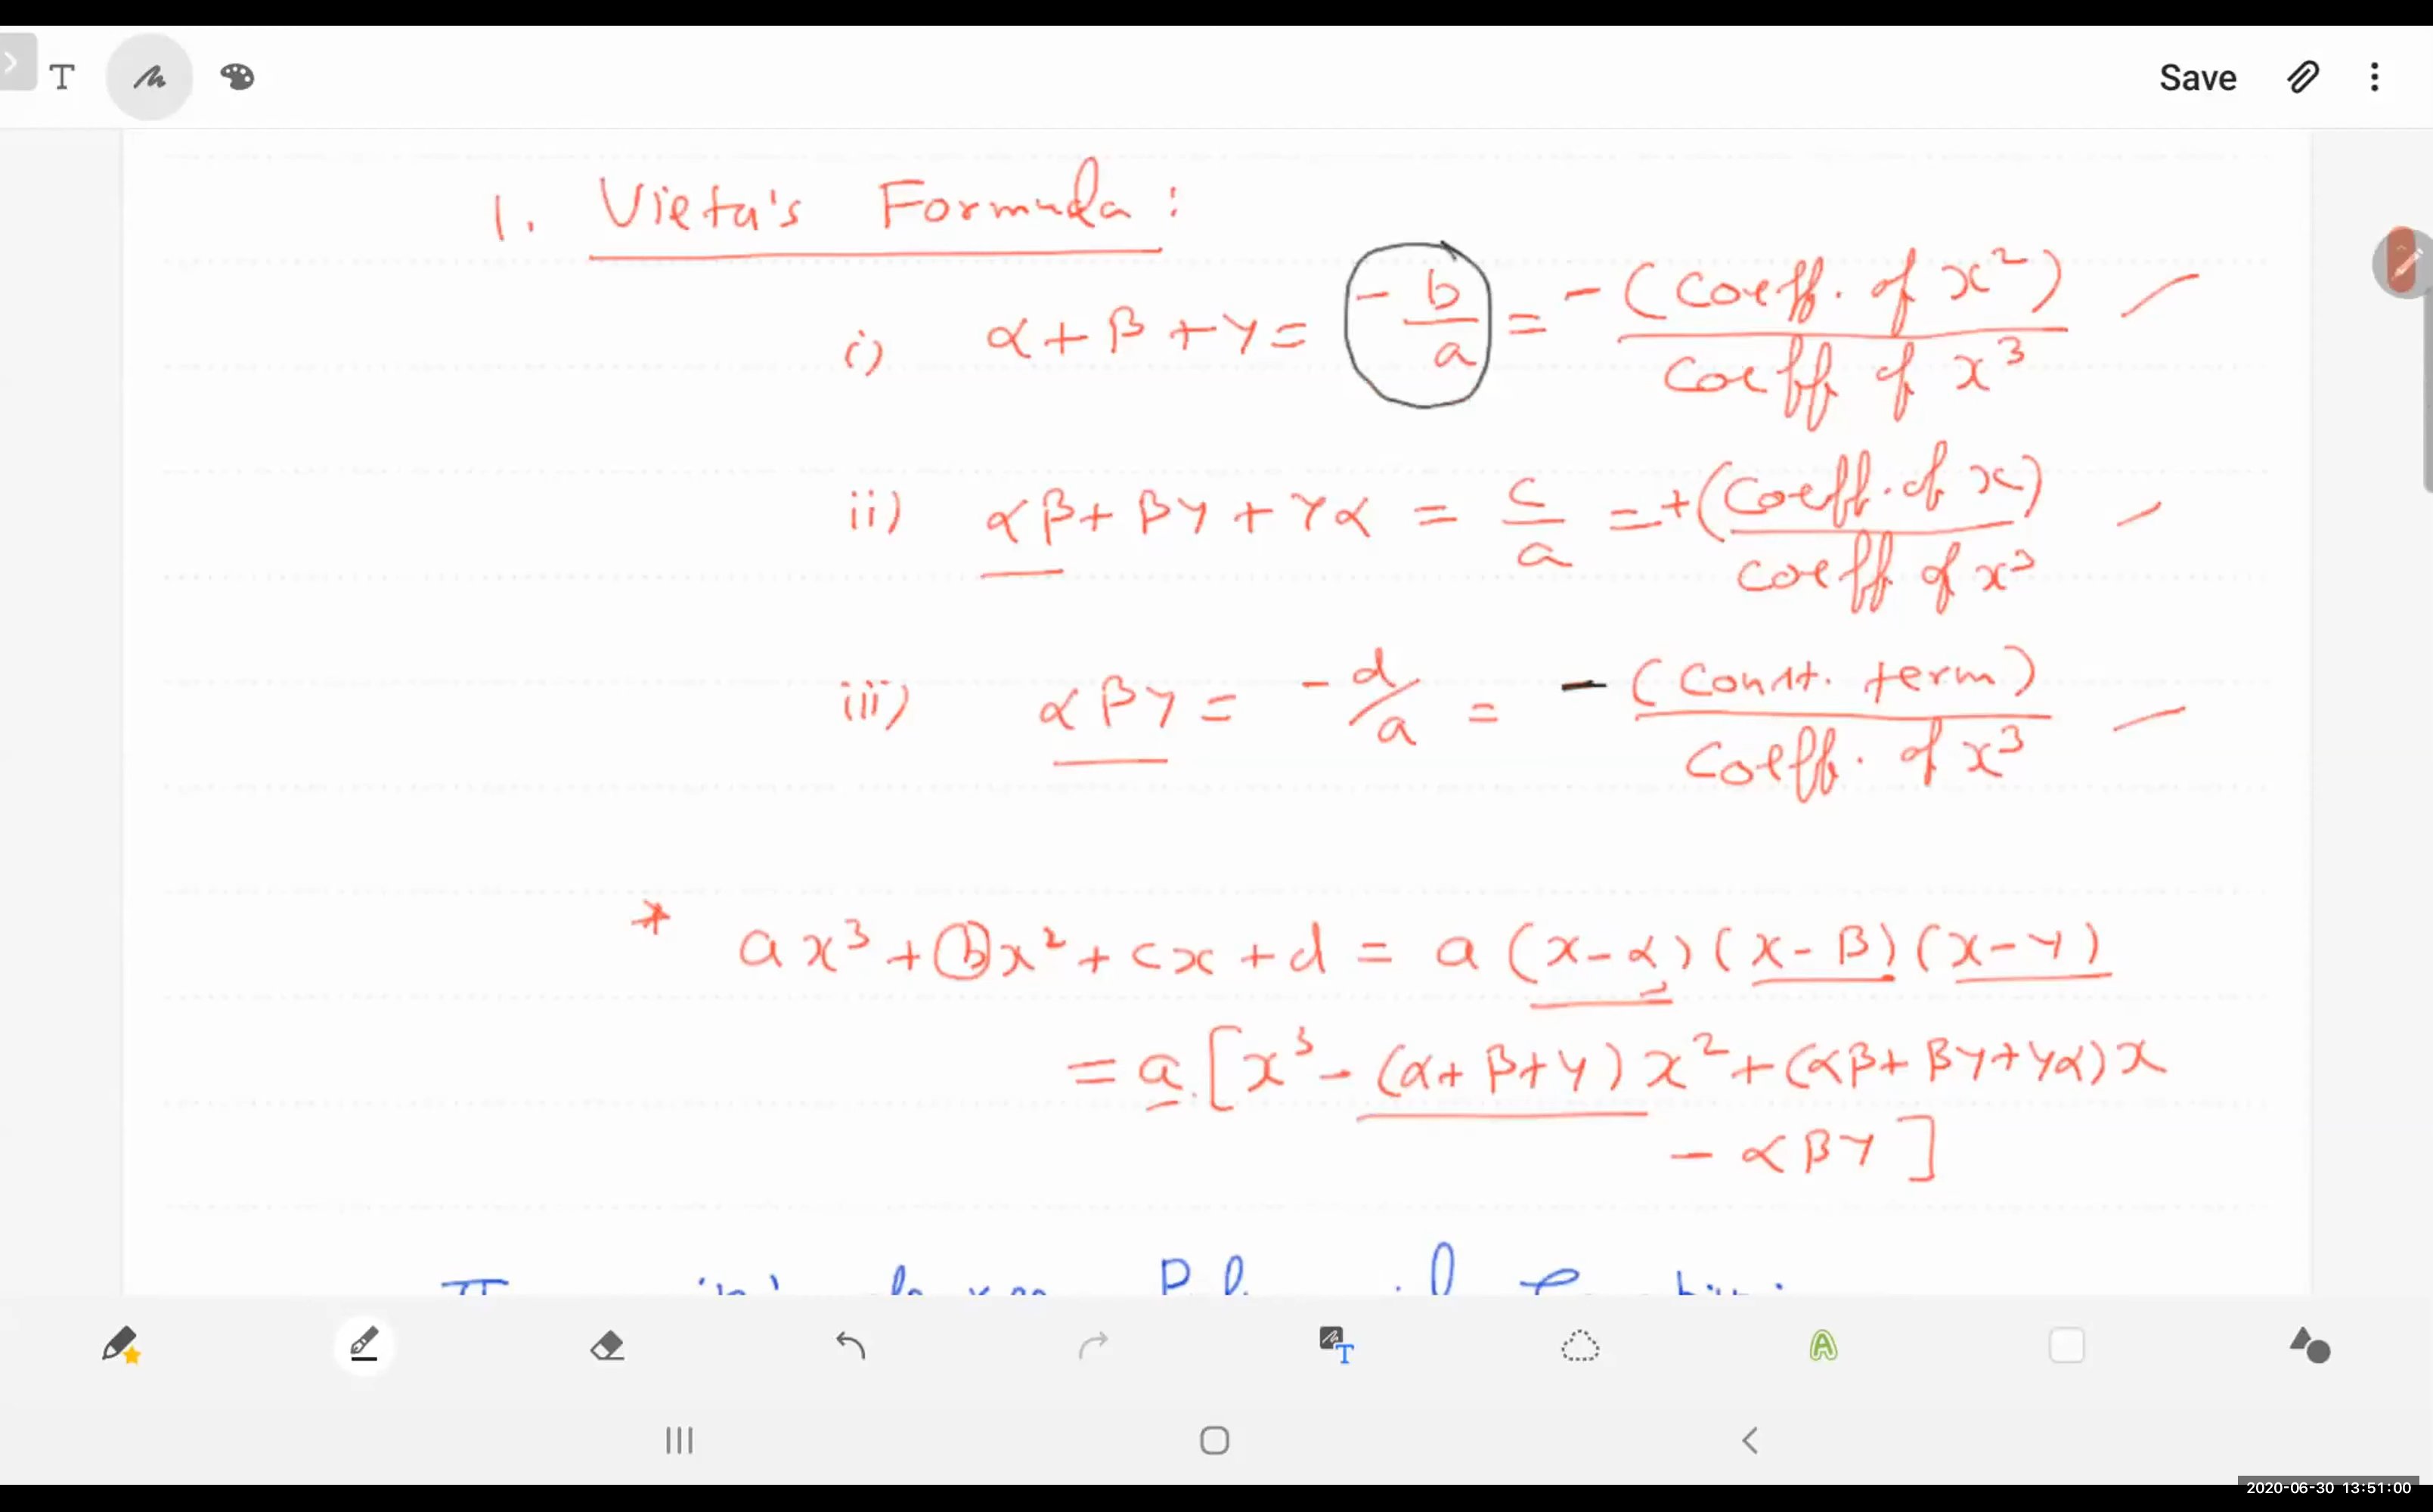 T Save
1. Vieta's Formula :
i) α + β + γ = - b/a = - (Coeff. of x²) / Coeff of x³
ii) αβ + βγ + γα = c/a = + (Coeff. of x) / Coeff of x³
iii) αβγ = - d/a = - (Const. term) / Coeff. of x³
* ax³ + bx² + cx + d = a (x - α) (x - β) (x - γ)
= a. [x³ - (α + β + γ) x² + (αβ + βγ + γα) x
- αβγ ]
T
A
2020-06-30 13:51:00